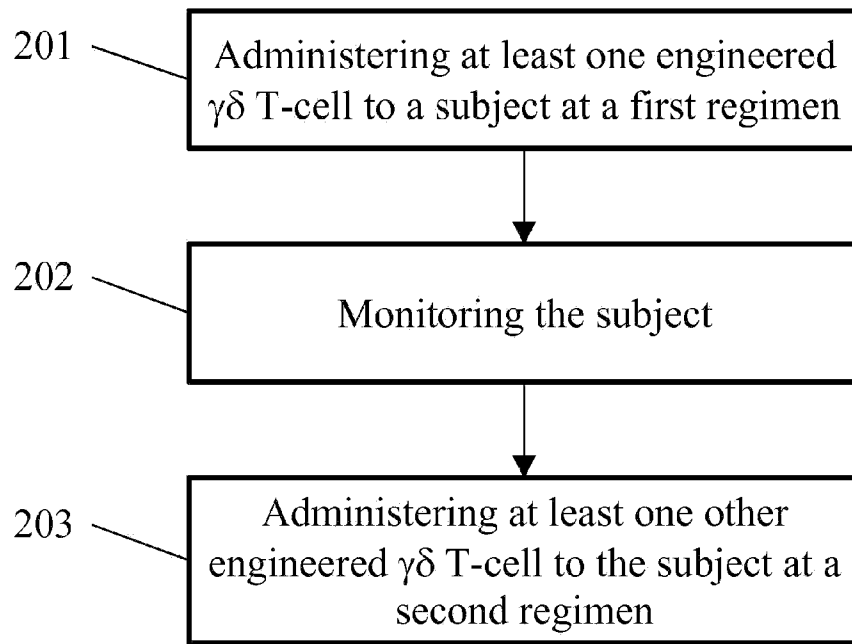 201
Administering at least one engineered
γδ T-cell to a subject at a first regimen
202
Monitoring the subject
203
Administering at least one other
engineered γδ T-cell to the subject at a
second regimen